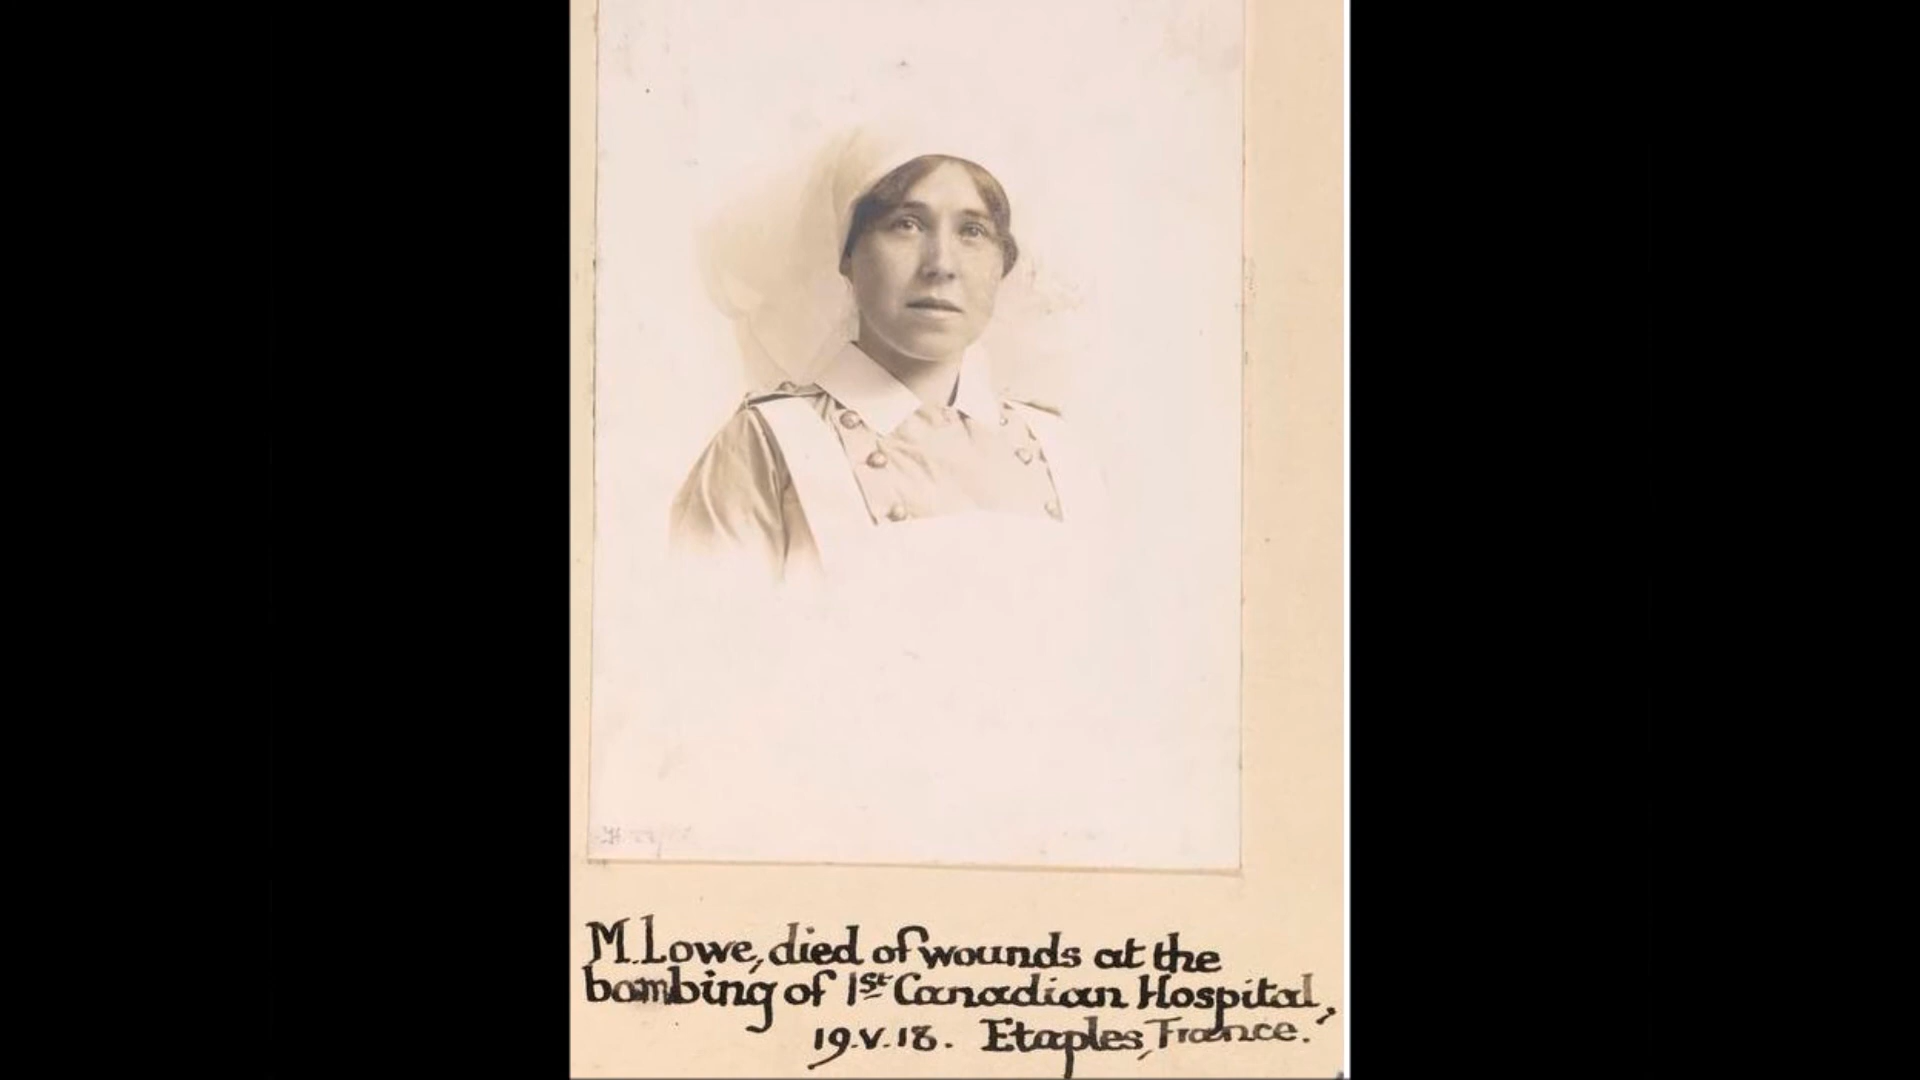 M. Lowe, died of wounds at the
bombing of 1st Canadian Hospital,
19.V.18. Etaples, France.